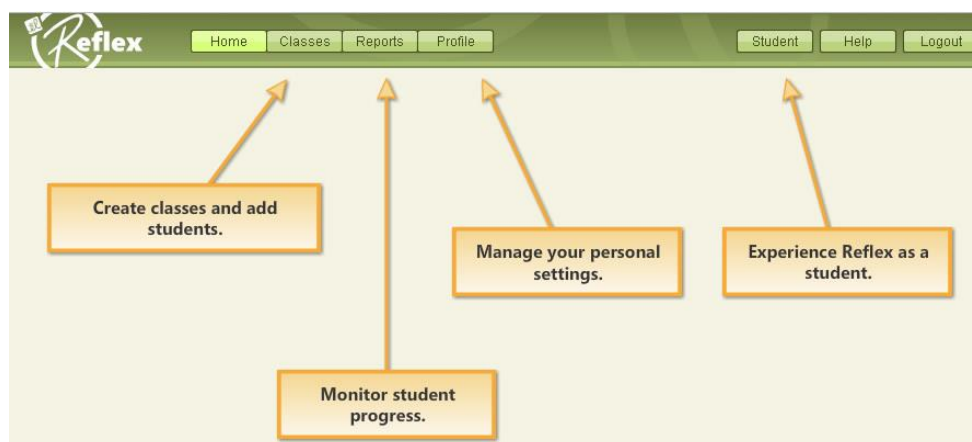 Reflex
Home
Classes
Reports
Profile
Student
Help
Logout
Create classes and add
students.
Manage your personal
settings.
Experience Reflex as a
student.
Monitor student
progress.